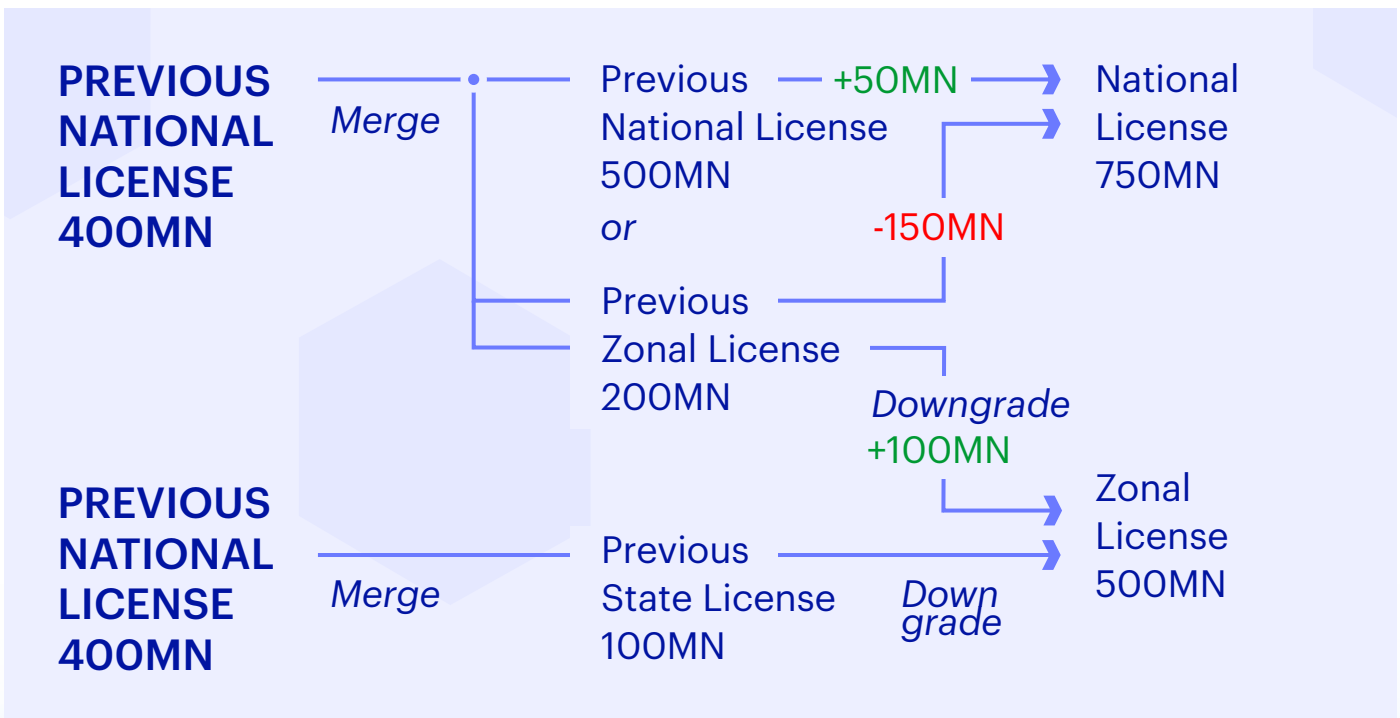 PREVIOUS
NATIONAL
LICENSE
400MN
Merge
Previous
National License
500MN
or
Previous
Zonal License
200MN
+50MN
-150MN
National
License
750MN
Downgrade
+100MN
PREVIOUS
NATIONAL
LICENSE
400MN
Merge
Previous
State License
100MN
Down
grade
Zonal
License
500MN